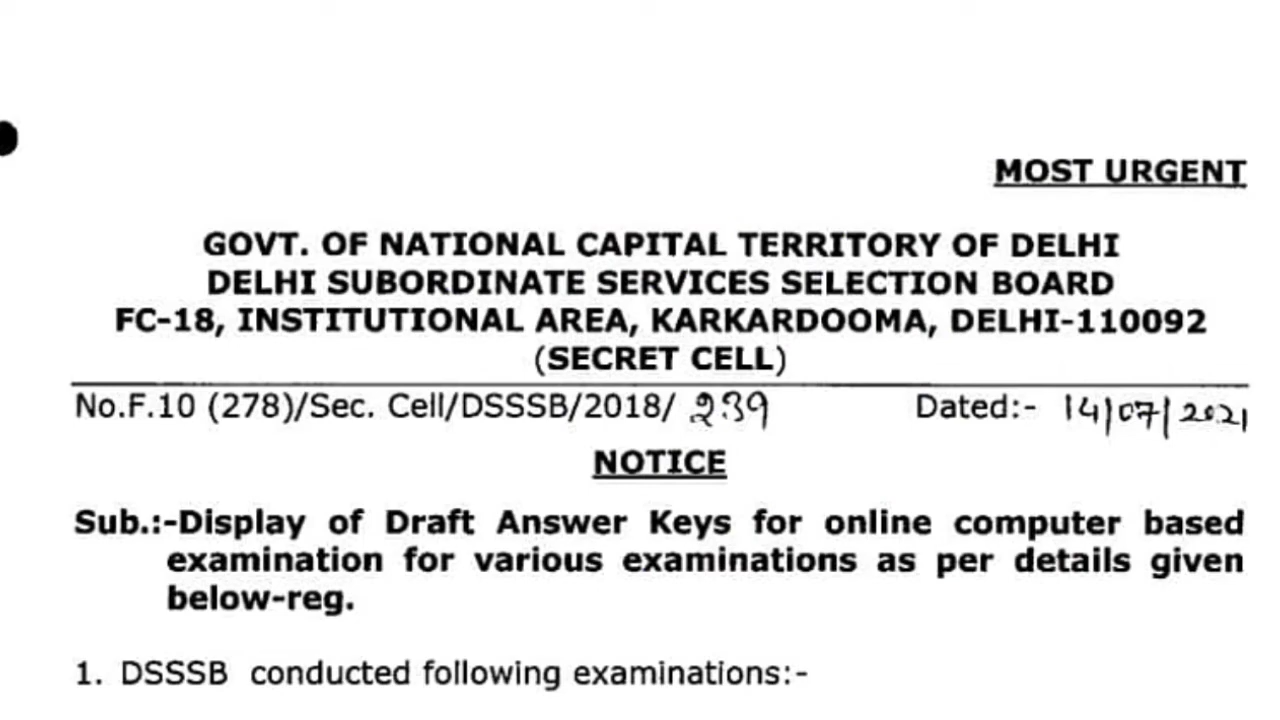 MOST URGENT
GOVT. OF NATIONAL CAPITAL TERRITORY OF DELHI
DELHI SUBORDINATE SERVICES SELECTION BOARD
FC-18, INSTITUTIONAL AREA, KARKARDOOMA, DELHI-110092
(SECRET CELL)
No.F.10 (278)/Sec. Cell/DSSSB/2018/ 239 Dated:- 14/07/2021
NOTICE
Sub.:-Display of Draft Answer Keys for online computer based
examination for various examinations as per details given
below-reg.
1. DSSSB conducted following examinations:-